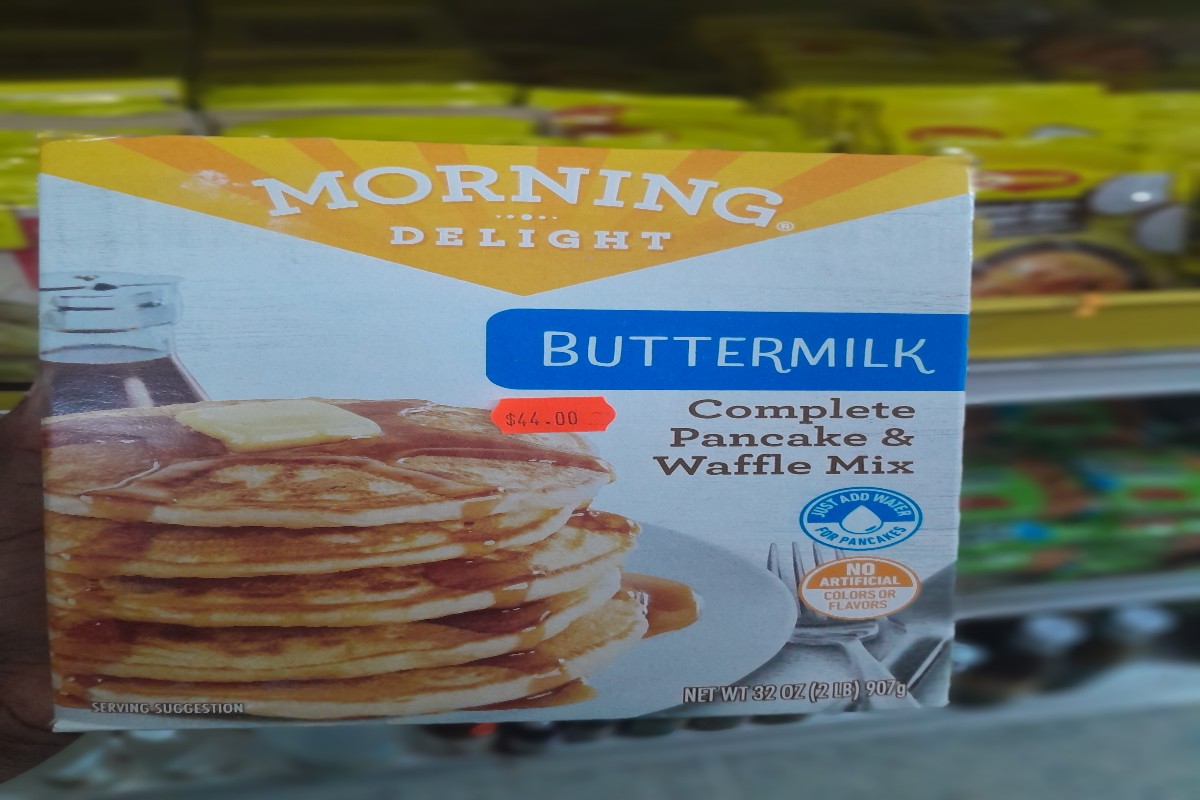 MORNING®
DELIGHT
BUTTERMILK
$44.00
Complete
Pancake &
Waffle Mix
JUST ADD WATER
FOR PANCAKES
NO
ARTIFICIAL
COLORS OR
FLAVORS
NET WT 32 OZ (2 LB) 907g
SERVING SUGGESTION